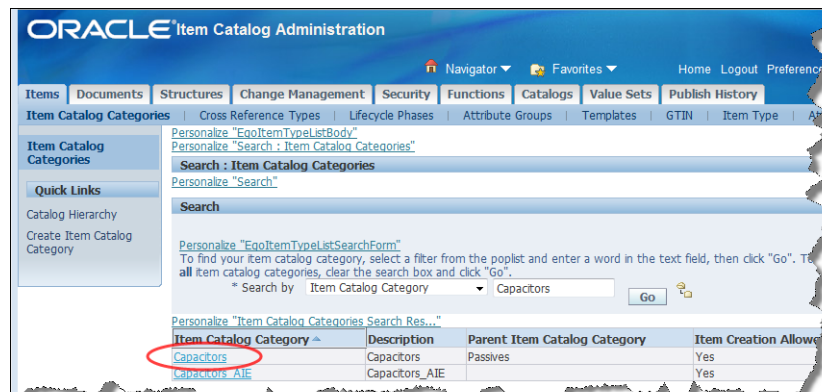 ORACLE Item Catalog Administration
Navigator Favorites Home Logout
Items Documents Structures Change Management Security Functions Catalogs Value Sets Publish History
Item Catalog Categories | Cross Reference Types | Lifecycle Phases | Attribute Groups | Templates | GTIN | Item Type |
Personalize "EgoItemTypeListBody"
Personalize "Search : Item Catalog Categories"
Item Catalog
Categories
Search : Item Catalog Categories
Personalize "Search"
Quick Links
Search
Catalog Hierarchy
Create Item Catalog
Category
Personalize "EgoItemTypeListSearchForm"
To find your item catalog category, select a filter from the poplist and enter a word in the text field, then click "Go".
all item catalog categories, clear the search box and click "Go".
* Search by Item Catalog Category Capacitors Go
Personalize "Item Catalog Categories Search Res..."
Item Catalog Category Description Parent Item Catalog Category Item Creation
Capacitors Capacitors Passives Yes
Capacitors_AIE Capacitors_AIE Yes